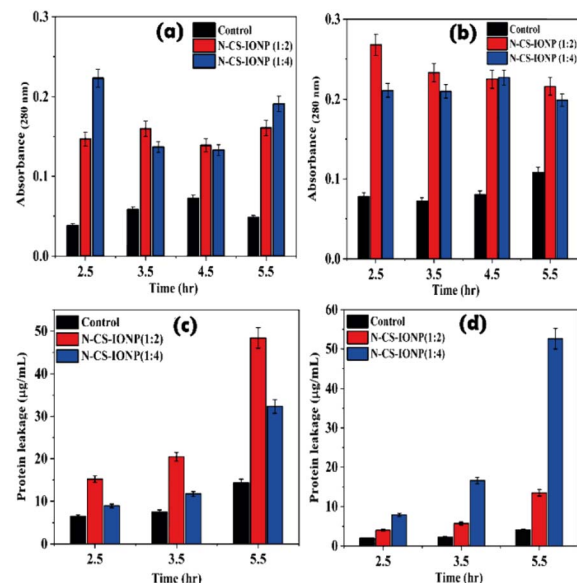 (a)
Control
N-CS-IONP (1:2)
N-CS-IONP (1:4)
0.3
0.2
0.1
0.0
Absorbance (280 nm)
2.5 3.5 4.5 5.5
Time (hr)
(b)
Control
N-CS-IONP (1:2)
N-CS-IONP (1:4)
0.3
0.2
0.1
0.0
Absorbance (280 nm)
2.5 3.5 4.5 5.5
Time (hr)
(c)
Control
N-CS-IONP(1:2)
N-CS-IONP(1:4)
50
40
30
20
10
0
Protein leakage (µg/mL)
2.5 3.5 5.5
Time (hr)
(d)
Control
N-CS-IONP(1:2)
N-CS-IONP(1:4)
60
50
40
30
20
10
0
Protein leakage (µg/mL)
2.5 3.5 5.5
Time (hr)